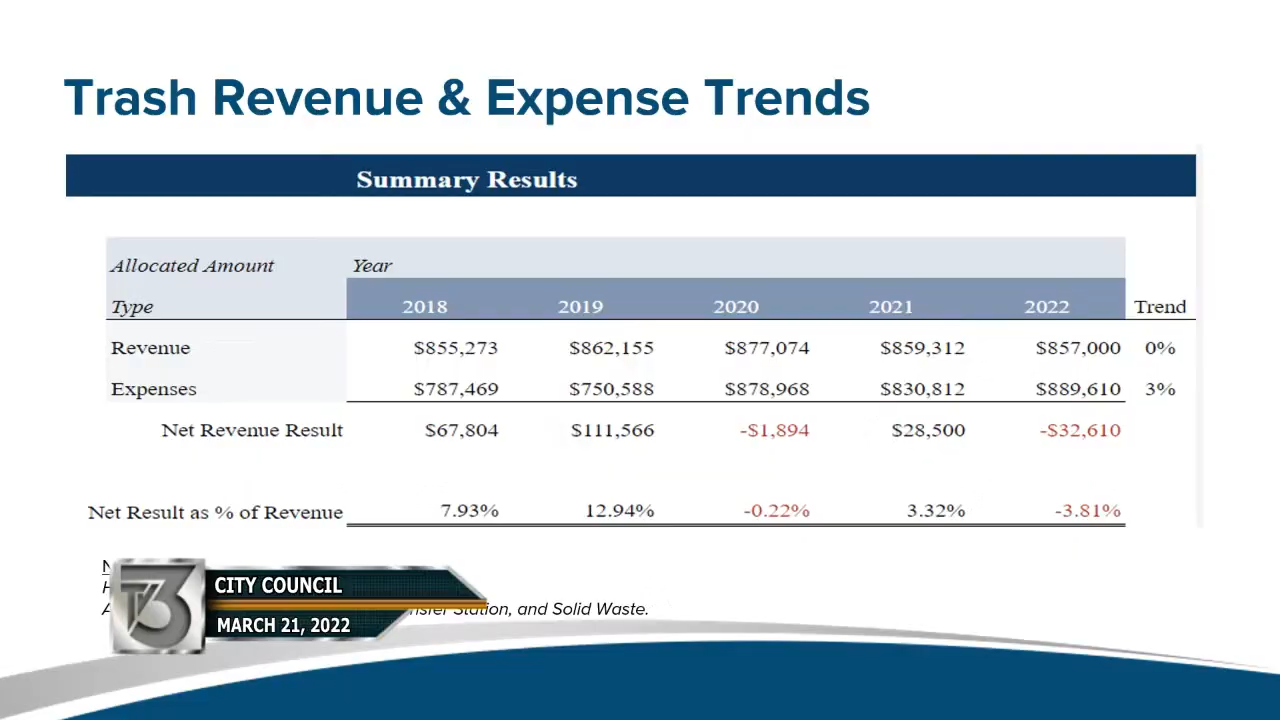 Trash Revenue & Expense Trends
Summary Results
Allocated Amount Year
Type 2018 2019 2020 2021 2022 Trend
Revenue $855,273 $862,155 $877,074 $859,312 $857,000 0%
Expenses $787,469 $750,588 $878,968 $830,812 $889,610 3%
Net Revenue Result $67,804 $111,566 -$1,894 $28,500 -$32,610
Net Result as % of Revenue 7.93% 12.94% -0.22% 3.32% -3.81%
T3 CITY COUNCIL
Station, and Solid Waste.
MARCH 21, 2022